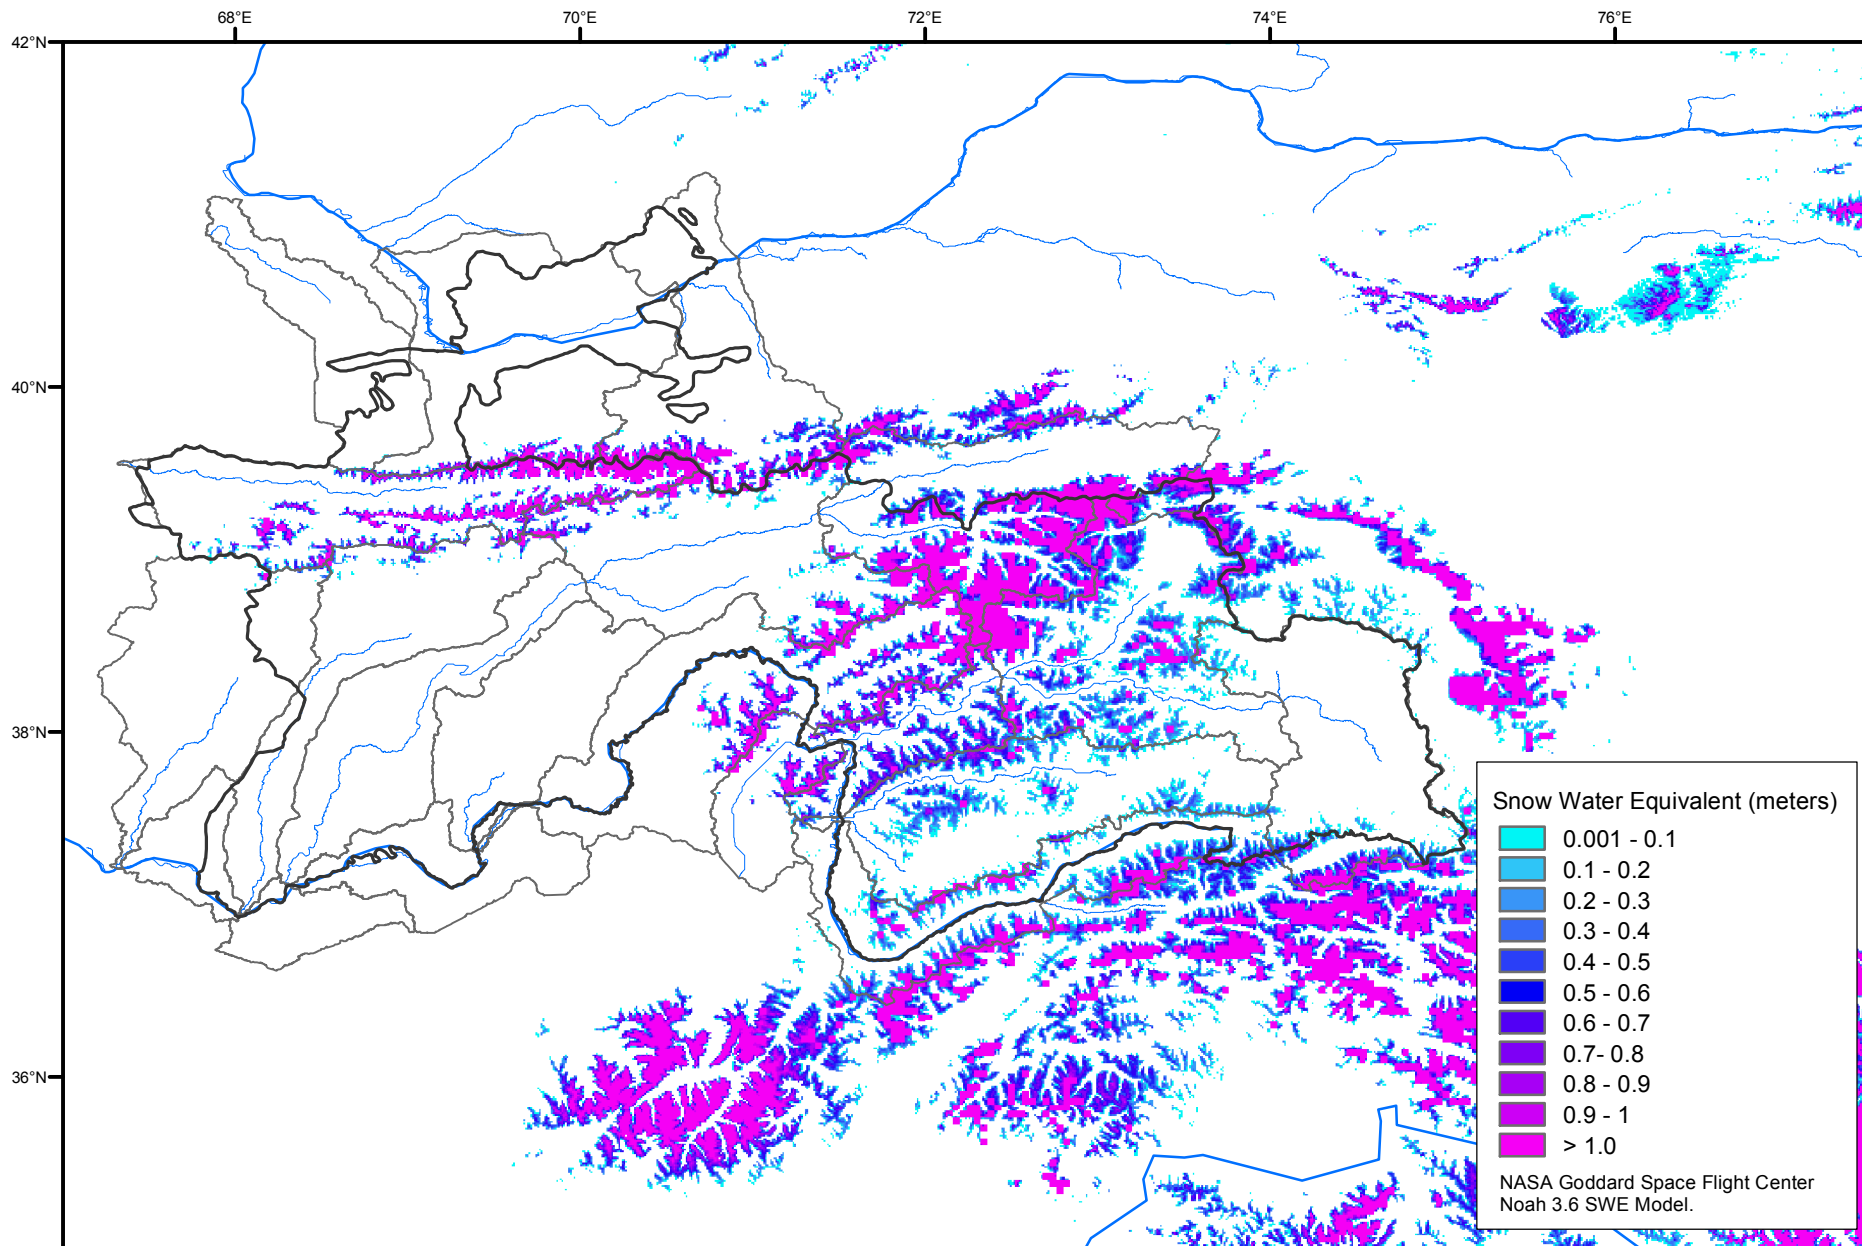 68°E
70°E
72°E
74°E
76°E
42°N
40°N
38°N
36°N
Snow Water Equivalent (meters)
0.001 - 0.1
0.1 - 0.2
0.2 - 0.3
0.3 - 0.4
0.4 - 0.5
0.5 - 0.6
0.6 - 0.7
0.7- 0.8
0.8 - 0.9
0.9 - 1
> 1.0
NASA Goddard Space Flight Center
Noah 3.6 SWE Model.